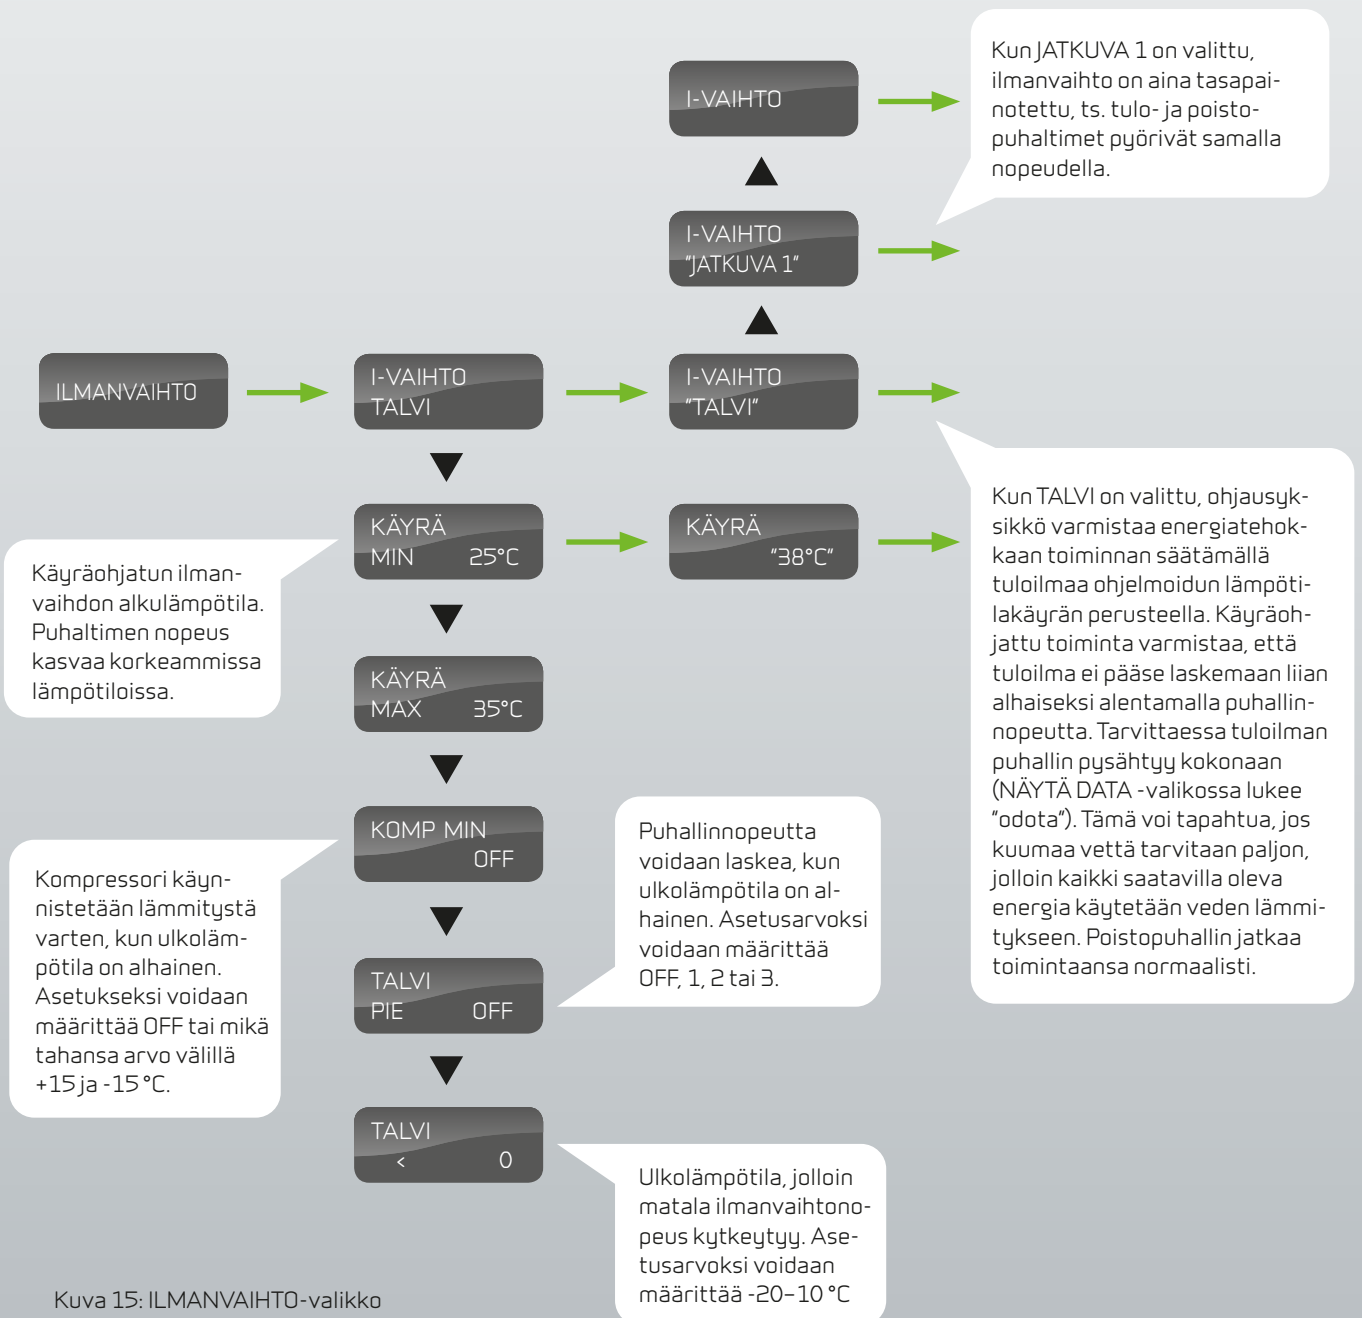 Kun JATKUVA 1 on valittu,
ilmanvaihto on aina tasapai-
notettu, ts. tulo- ja poisto-
puhaltimet pyörivät samalla
nopeudella.
I-VAIHTO
I-VAIHTO
"JATKUVA 1"
ILMANVAIHTO
I-VAIHTO
TALVI
I-VAIHTO
"TALVI"
KÄYRÄ
MIN 25°C
KÄYRÄ
"38°C"
Käyräohjatun ilman-
vaihdon alkulämpötila.
Puhaltimen nopeus
kasvaa korkeammissa
lämpötiloissa.
Kun TALVI on valittu, ohjausyk-
sikkö varmistaa energiatehok-
kaan toiminnan säätämällä
tuloilmaa ohjelmoidun lämpöti-
lakäyrän perusteella. Käyräoh-
jattu toiminta varmistaa, että
tuloilma ei pääse laskemaan liian
alhaiseksi alentamalla puhallin-
nopeutta. Tarvittaessa tuloilman
puhallin pysähtyy kokonaan
(NÄYTÄ DATA -valikossa lukee
"odota"). Tämä voi tapahtua, jos
kuumaa vettä tarvitaan paljon,
jolloin kaikki saatavilla oleva
energia käytetään veden lämmi-
tykseen. Poistopuhallin jatkaa
toimintaansa normaalisti.
KÄYRÄ
MAX 35°C
KOMP MIN
OFF
Kompressori käyn-
nistetään lämmitystä
varten, kun ulkoläm-
pötila on alhainen.
Asetukseksi voidaan
määrittää OFF tai mikä
tahansa arvo välillä
+15 ja -15 °C.
Puhallinnopeutta
voidaan laskea, kun
ulkolämpötila on al-
hainen. Asetusarvoksi
voidaan määrittää
OFF, 1, 2 tai 3.
TALVI
PIE OFF
TALVI
< 0
Ulkolämpötila, jolloin
matala ilmanvaihtono-
peus kytkeytyy. Ase-
tusarvoksi voidaan
määrittää -20–10 °C
Kuva 15: ILMANVAIHTO-valikko